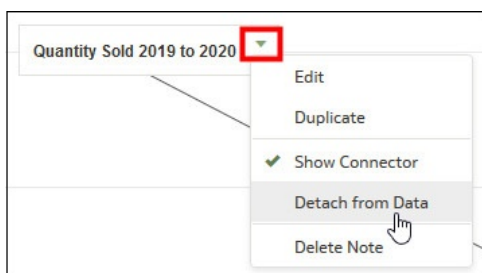 Quantity Sold 2019 to 2020
Edit
Duplicate
Show Connector
Detach from Data
Delete Note